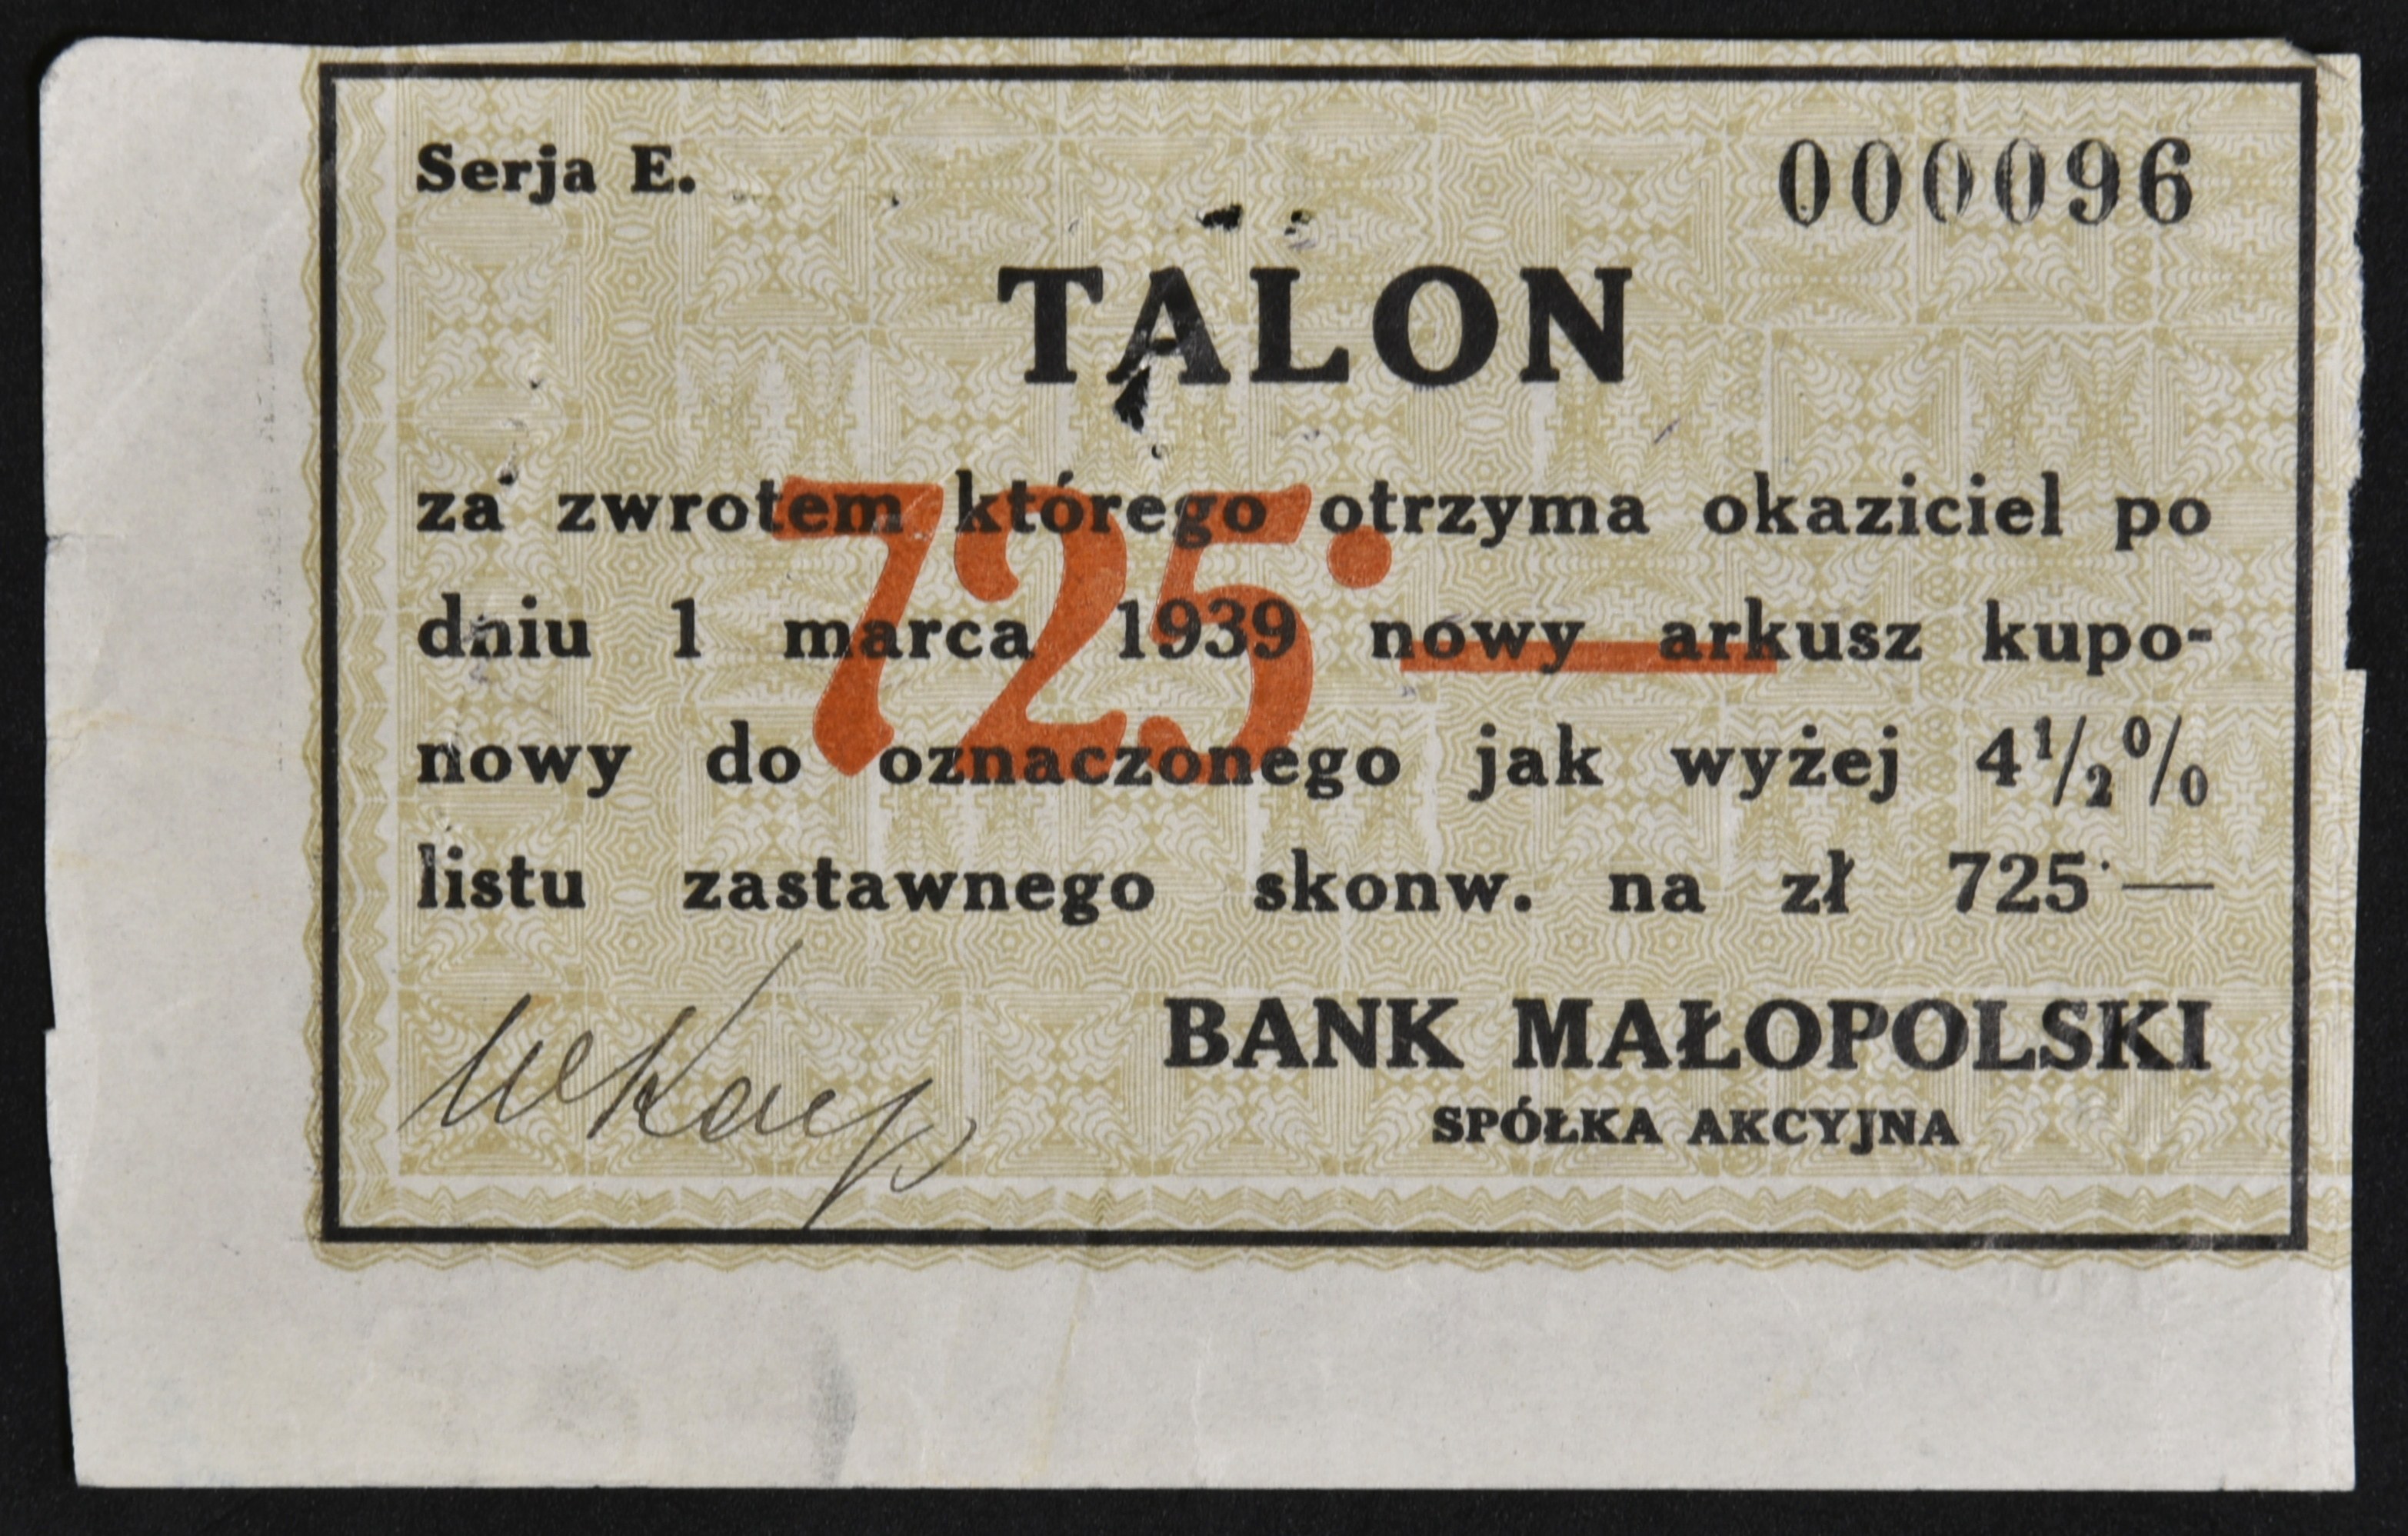 Serja E. 000096
TALON
za zwrotem którego otrzyma okaziciel po
dniu 1 marca 1939 nowy arkusz kupo-
nowy do oznaczonego jak wyżej 4½%
listu zastawnego skonw. na zł 725·—
725·—
BANK MAŁOPOLSKI
SPÓŁKA AKCYJNA